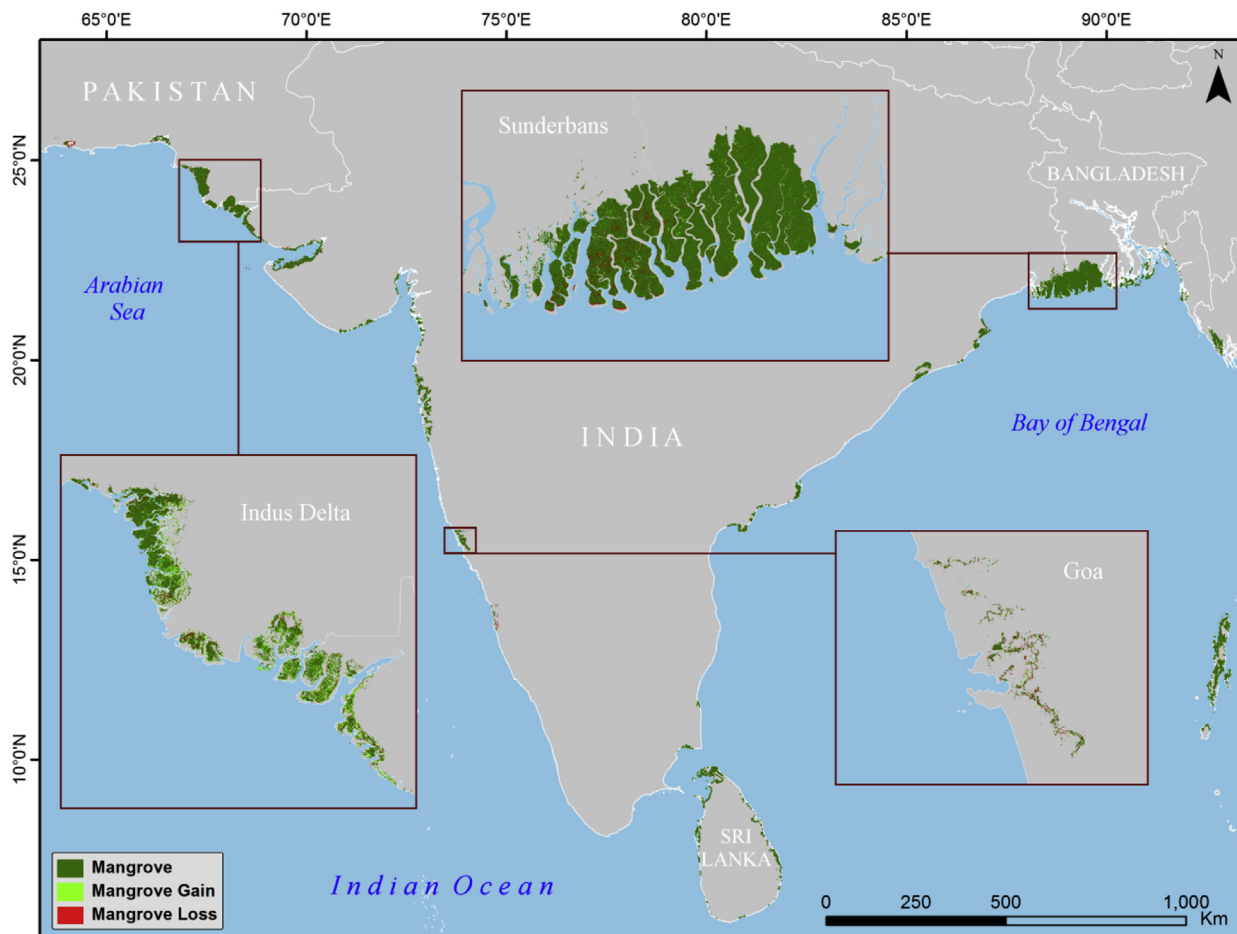 65°0'E 70°0'E 75°0'E 80°0'E 85°0'E 90°0'E
N
PAKISTAN
Sunderbans
25°0'N
BANGLADESH
Arabian
Sea
20°0'N
INDIA
Bay of Bengal
Indus Delta
15°0'N
Goa
10°0'N
SRI
LANKA
Mangrove
Mangrove Gain
Mangrove Loss
Indian Ocean
0 250 500 1,000
Km